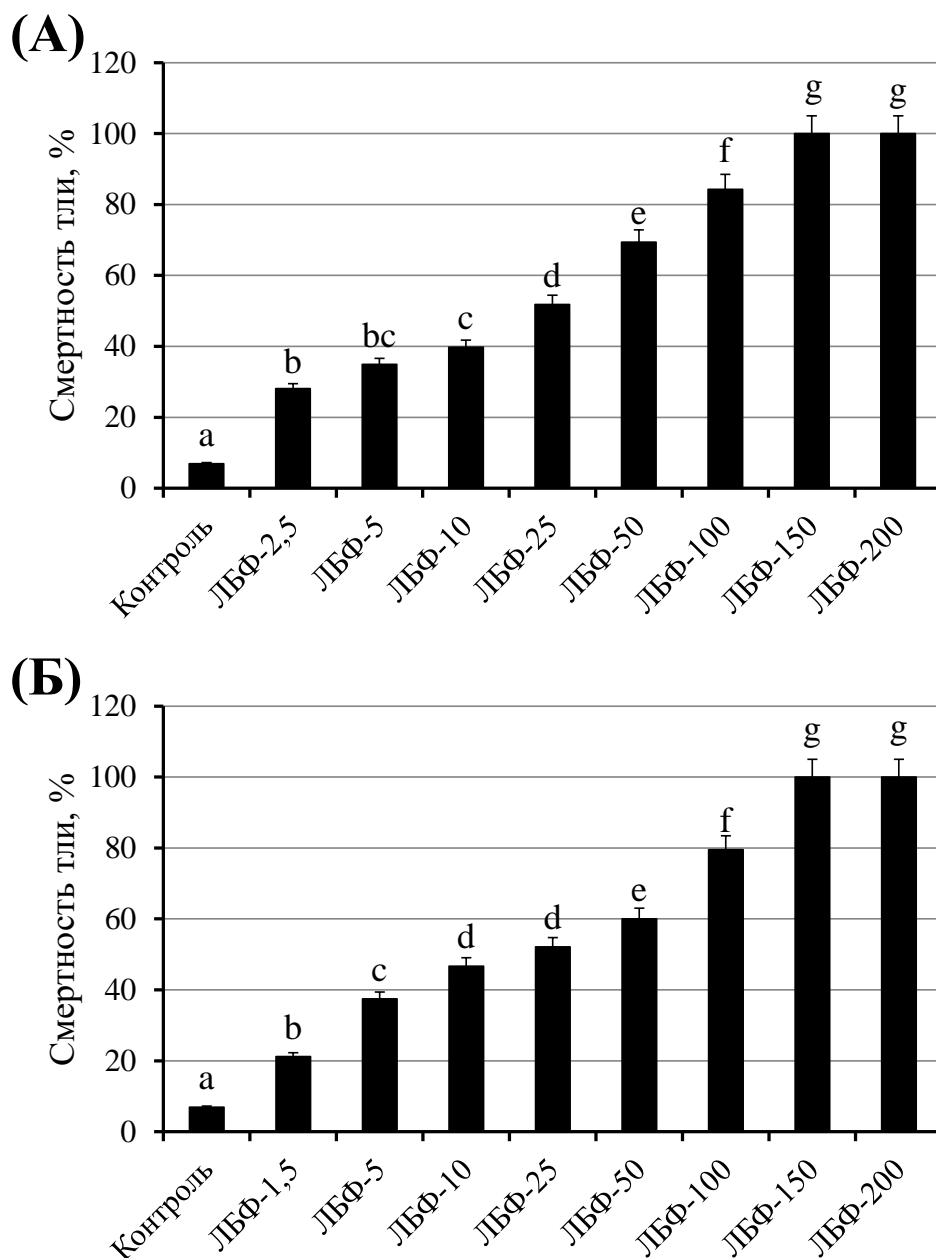 (А)
Смертность тли, %
120
100
80
60
40
20
0
a
b
bc
c
d
e
f
g
g
Контроль
ЛБФ-2,5
ЛБФ-5
ЛБФ-10
ЛБФ-25
ЛБФ-50
ЛБФ-100
ЛБФ-150
ЛБФ-200
(Б)
Смертность тли, %
120
100
80
60
40
20
0
a
b
c
d
d
e
f
g
g
Контроль
ЛБФ-1,5
ЛБФ-5
ЛБФ-10
ЛБФ-25
ЛБФ-50
ЛБФ-100
ЛБФ-150
ЛБФ-200